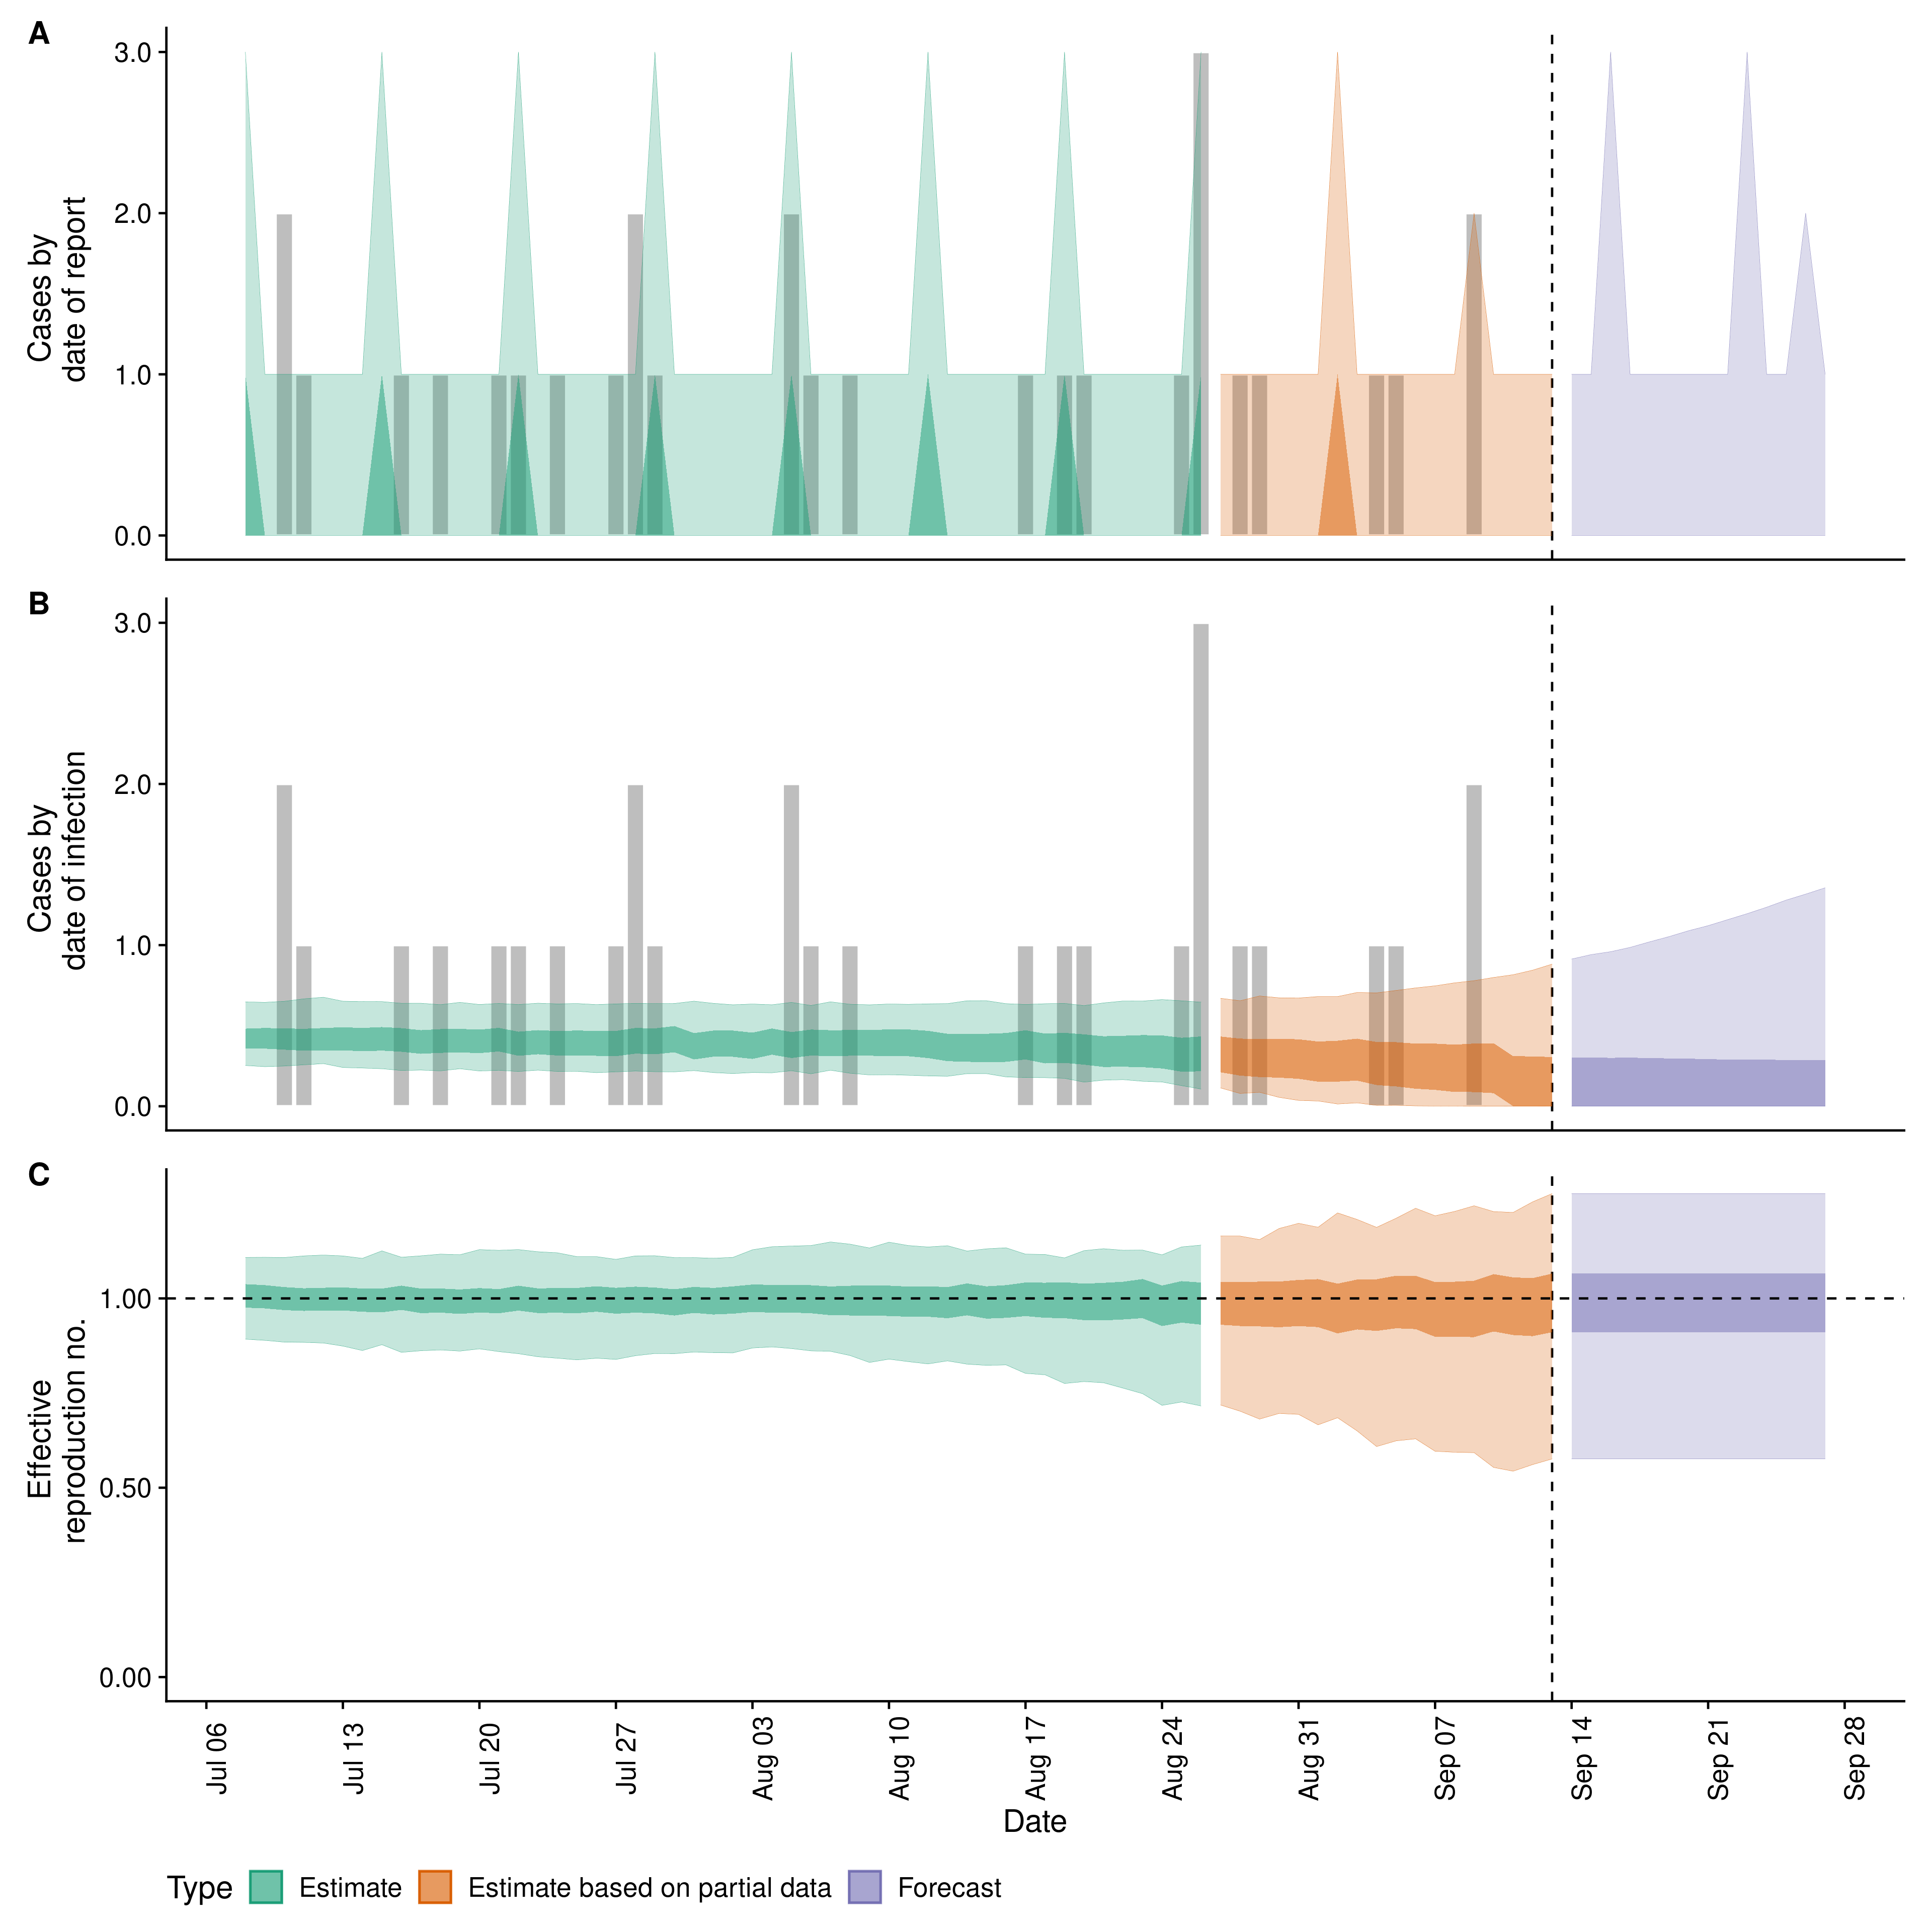 A
Cases by
date of report
3.0
2.0
1.0
0.0
B
Cases by
date of infection
3.0
2.0
1.0
0.0
C
Effective
reproduction no.
1.00
0.50
0.00
Jul 06
Jul 13
Jul 20
Jul 27
Aug 03
Aug 10
Aug 17
Aug 24
Aug 31
Sep 07
Sep 14
Sep 21
Sep 28
Date
Type Estimate Estimate based on partial data Forecast